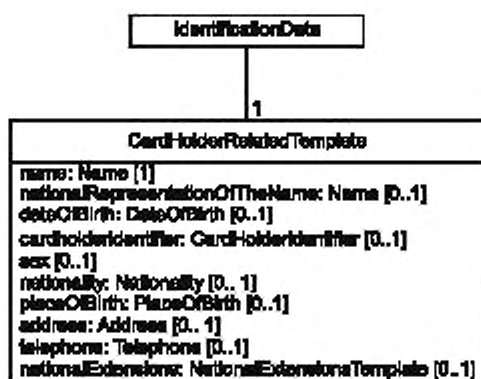 IdentificationData
1
CardHolderRelatedTemplate
name: Name [1]
nationalRepresentationOfTheName: Name [0..1]
dateOfBirth: DateOfBirth [0..1]
cardholderIdentifier: CardHolderIdentifier [0..1]
sex [0..1]
nationality: Nationality [0.. 1]
placeOfBirth: PlaceOfBirth [0..1]
address: Address [0.. 1]
telephone: Telephone [0..1]
nationalExtensions: NationalExtensionsTemplate [0..1]